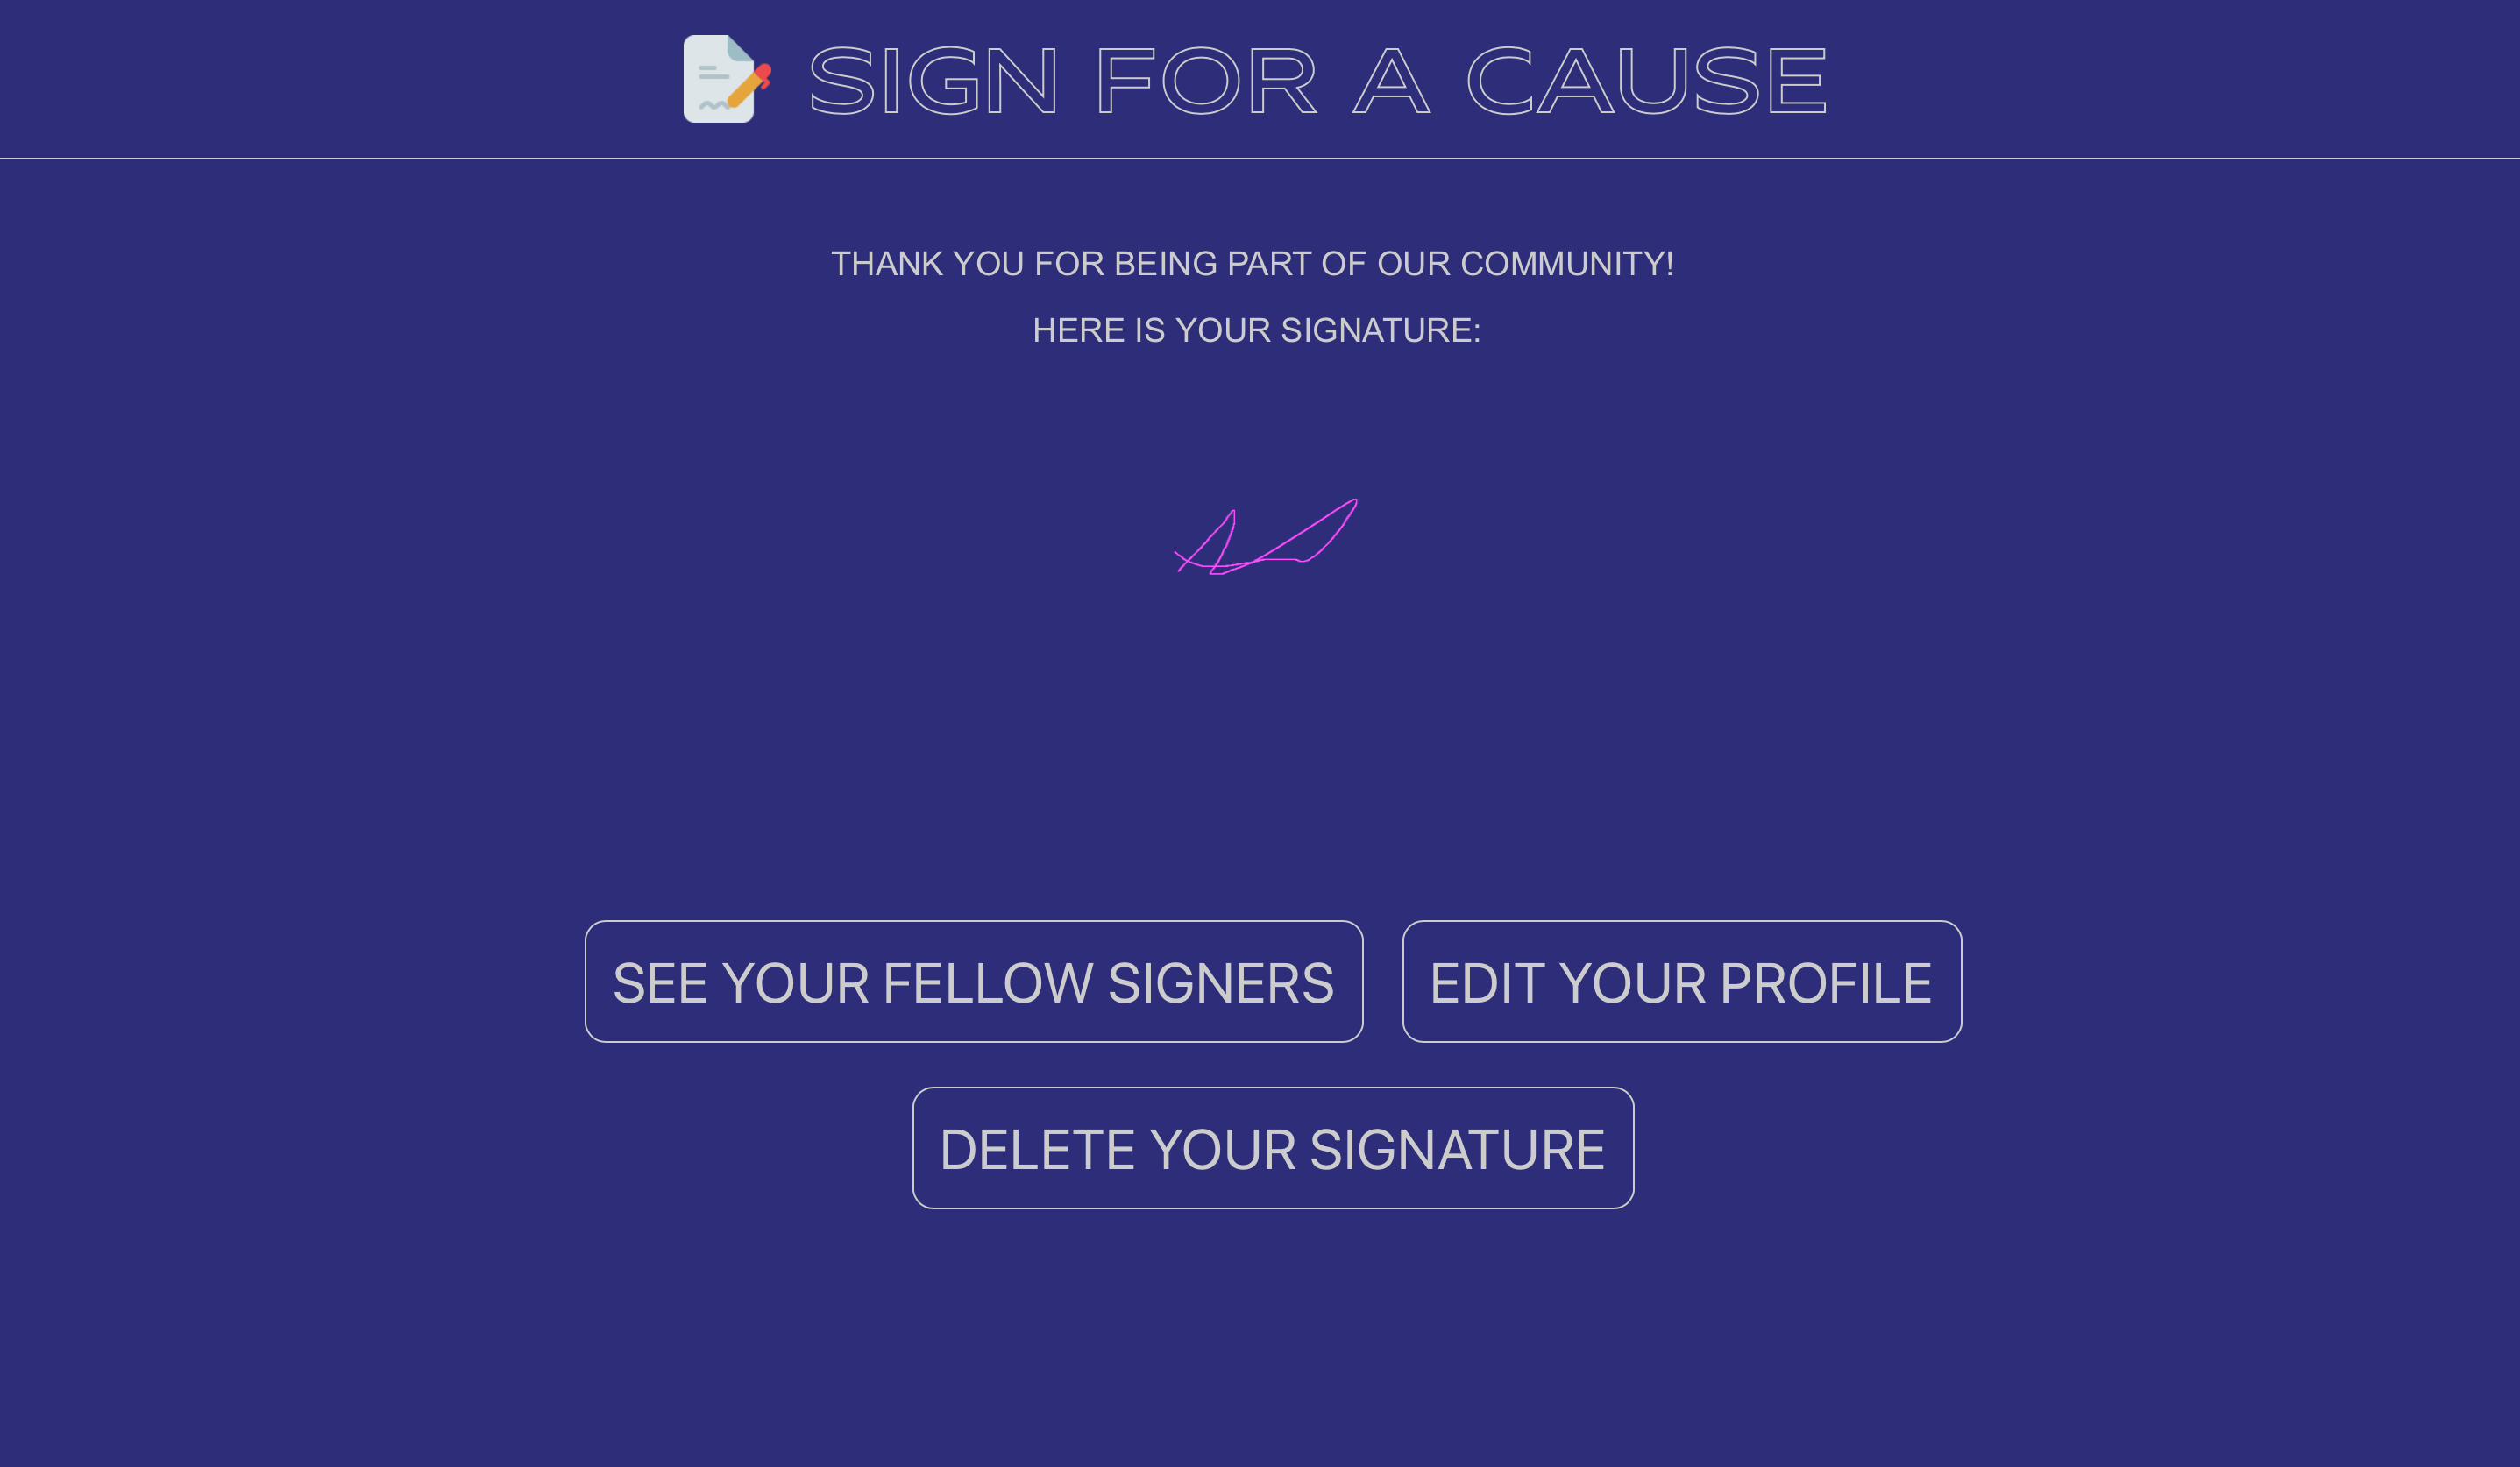 SIGN FOR A CAUSE
THANK YOU FOR BEING PART OF OUR COMMUNITY!
HERE IS YOUR SIGNATURE:
SEE YOUR FELLOW SIGNERS
EDIT YOUR PROFILE
DELETE YOUR SIGNATURE